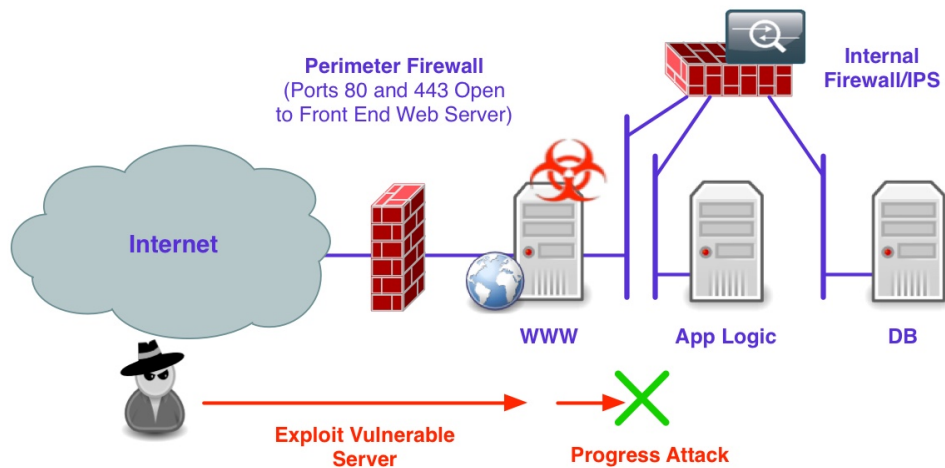 Perimeter Firewall
(Ports 80 and 443 Open
to Front End Web Server)
Internal
Firewall/IPS
Internet
WWW
App Logic
DB
Exploit Vulnerable
Server
Progress Attack